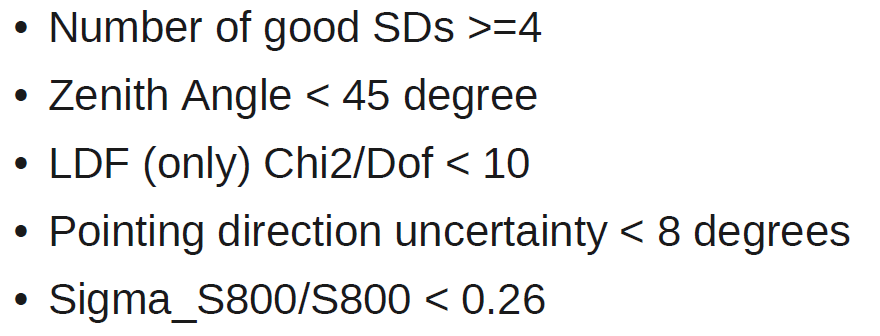 • Number of good SDs >=4
• Zenith Angle < 45 degree
• LDF (only) Chi2/Dof < 10
• Pointing direction uncertainty < 8 degrees
• Sigma_S800/S800 < 0.26